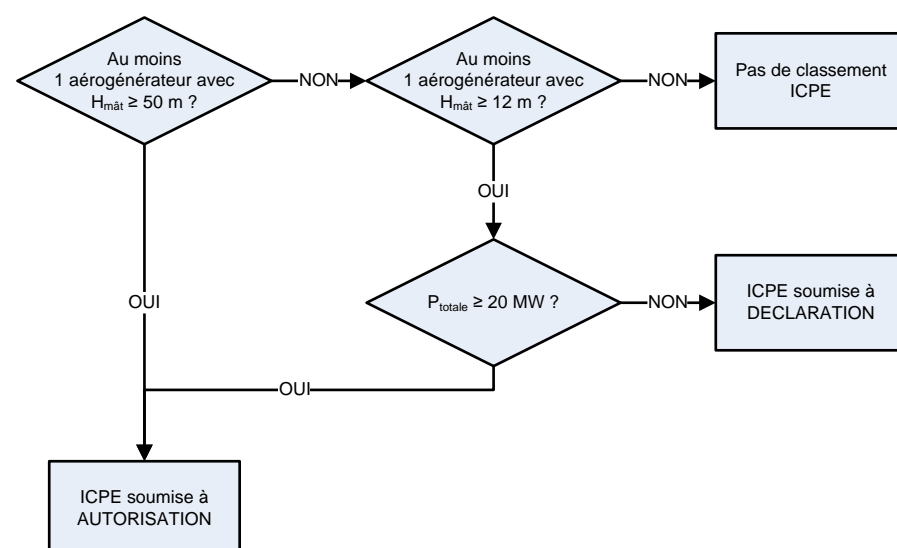 Au moins
1 aérogénérateur avec
Hmât ≥ 50 m ?
NON
Au moins
1 aérogénérateur avec
Hmât ≥ 12 m ?
NON
Pas de classement
ICPE
OUI
OUI
Ptotale ≥ 20 MW ?
NON
ICPE soumise à
DECLARATION
OUI
ICPE soumise à
AUTORISATION